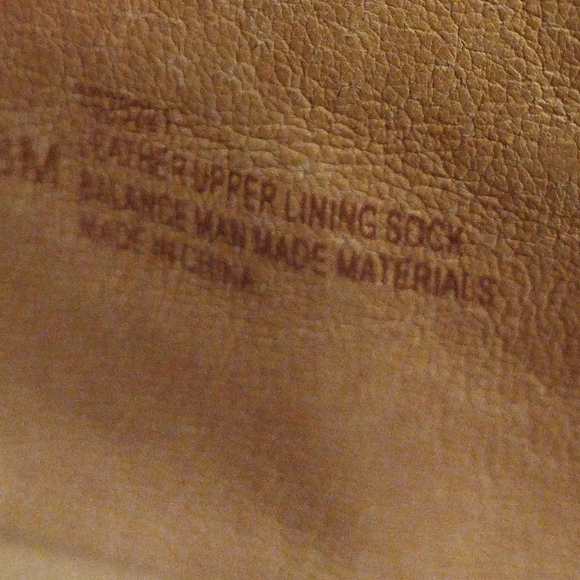 M
LEATHER UPPER LINING SOCK
BALANCE MAN MADE MATERIALS
MADE IN CHINA